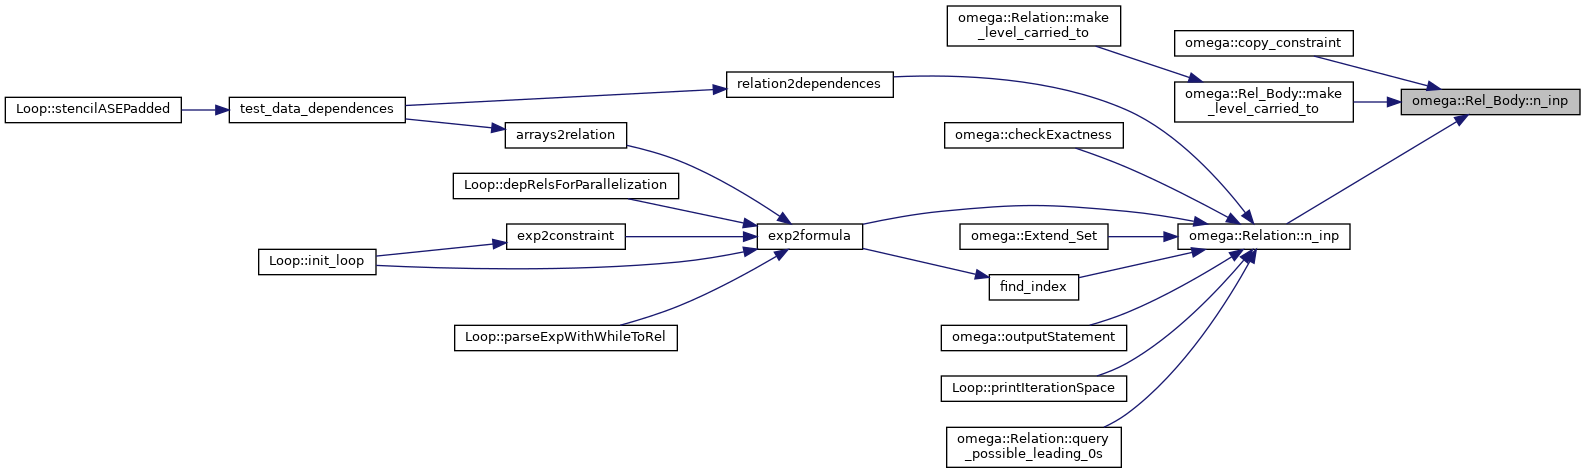 omega::Relation::make
_level_carried_to
omega::copy_constraint
relation2dependences
omega::Rel_Body::make
_level_carried_to
omega::Rel_Body::n_inp
Loop::stencilASEPadded
test_data_dependences
arrays2relation
omega::checkExactness
Loop::depRelsForParallelization
exp2constraint
exp2formula
omega::Extend_Set
omega::Relation::n_inp
Loop::init_loop
find_index
Loop::parseExpWithWhileToRel
omega::outputStatement
Loop::printIterationSpace
omega::Relation::query
_possible_leading_0s